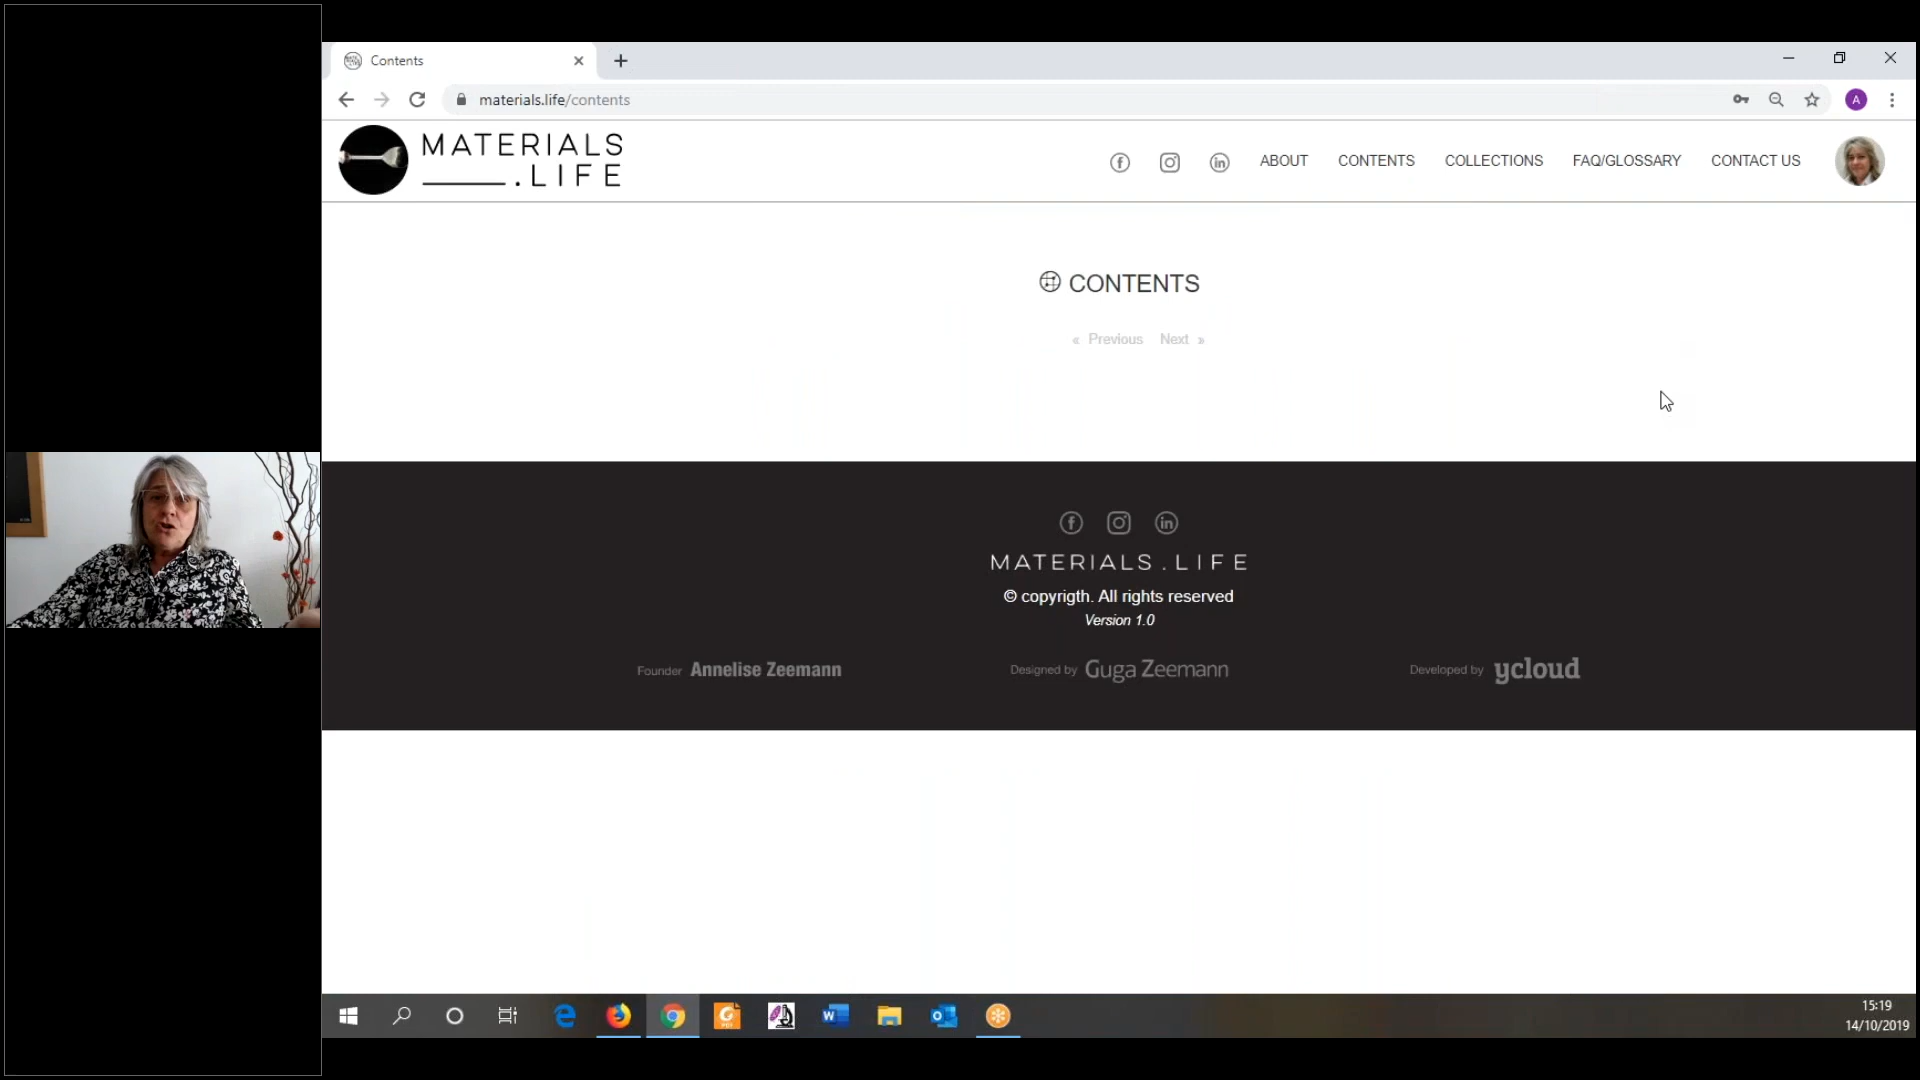 Contents
materials.life/contents
A
MATERIALS
.LIFE
ABOUT CONTENTS COLLECTIONS FAQ/GLOSSARY CONTACT US
CONTENTS
« Previous Next »
MATERIALS.LIFE
© copyrigth. All rights reserved
Version 1.0
Founder Annelise Zeemann Designed by Guga Zeemann Developed by ycloud
15:19
14/10/2019